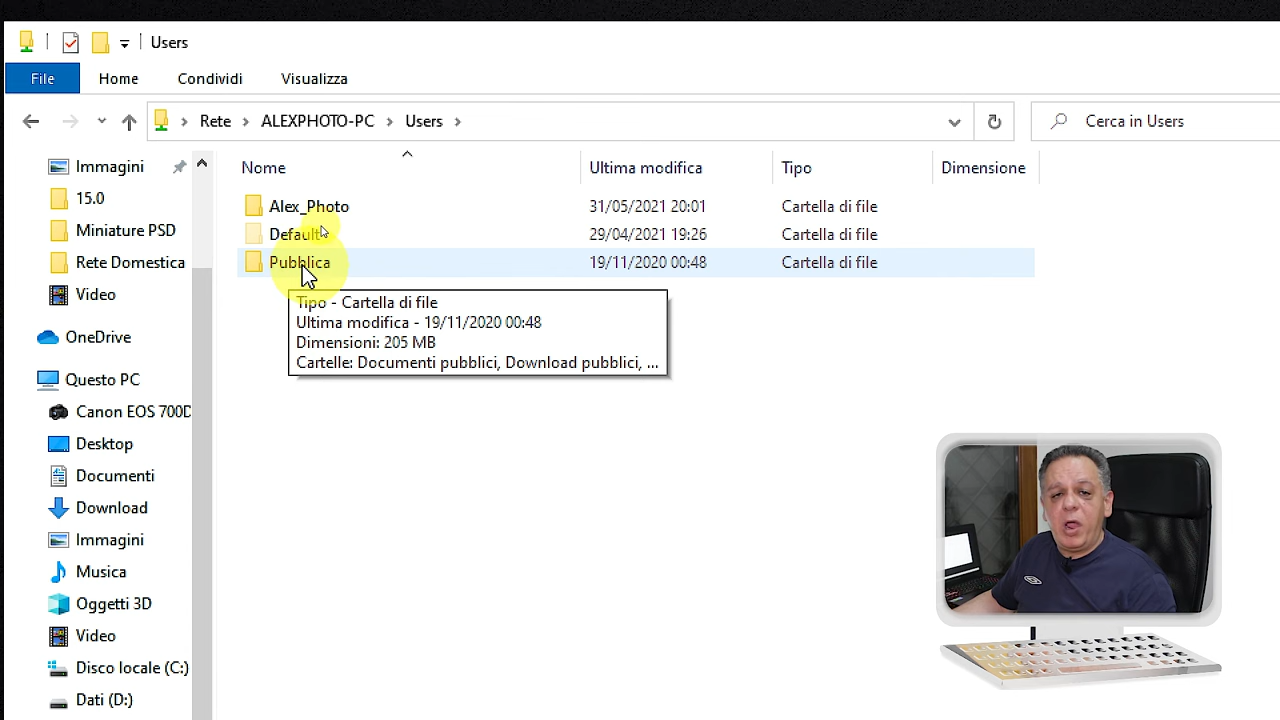 Users
File Home Condividi Visualizza
Rete ALEXPHOTO-PC Users Cerca in Users
Nome Ultima modifica Tipo Dimensione
Alex_Photo 31/05/2021 20:01 Cartella di file
Default 29/04/2021 19:26 Cartella di file
Pubblica 19/11/2020 00:48 Cartella di file
Tipo - Cartella di file
Ultima modifica - 19/11/2020 00:48
Dimensioni: 205 MB
Cartelle: Documenti pubblici, Download pubblici, ...
Immagini
15.0
Miniature PSD
Rete Domestica
Video
OneDrive
Questo PC
Canon EOS 700D
Desktop
Documenti
Download
Immagini
Musica
Oggetti 3D
Video
Disco locale (C:)
Dati (D:)